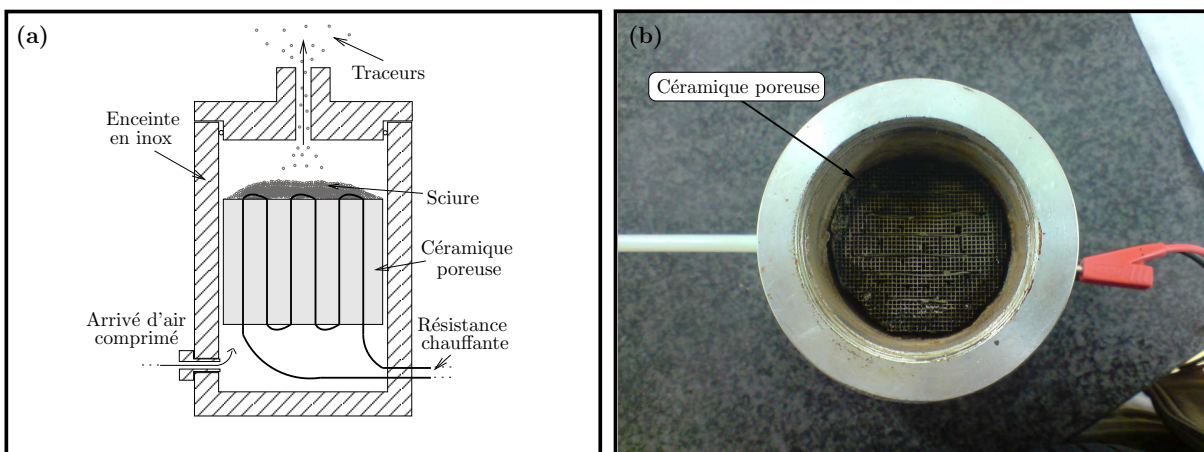 (a)
Traceurs
Enceinte
en inox
Sciure
Céramique
poreuse
Arrivé d'air
comprimé
Résistance
chauffante
(b)
Céramique poreuse